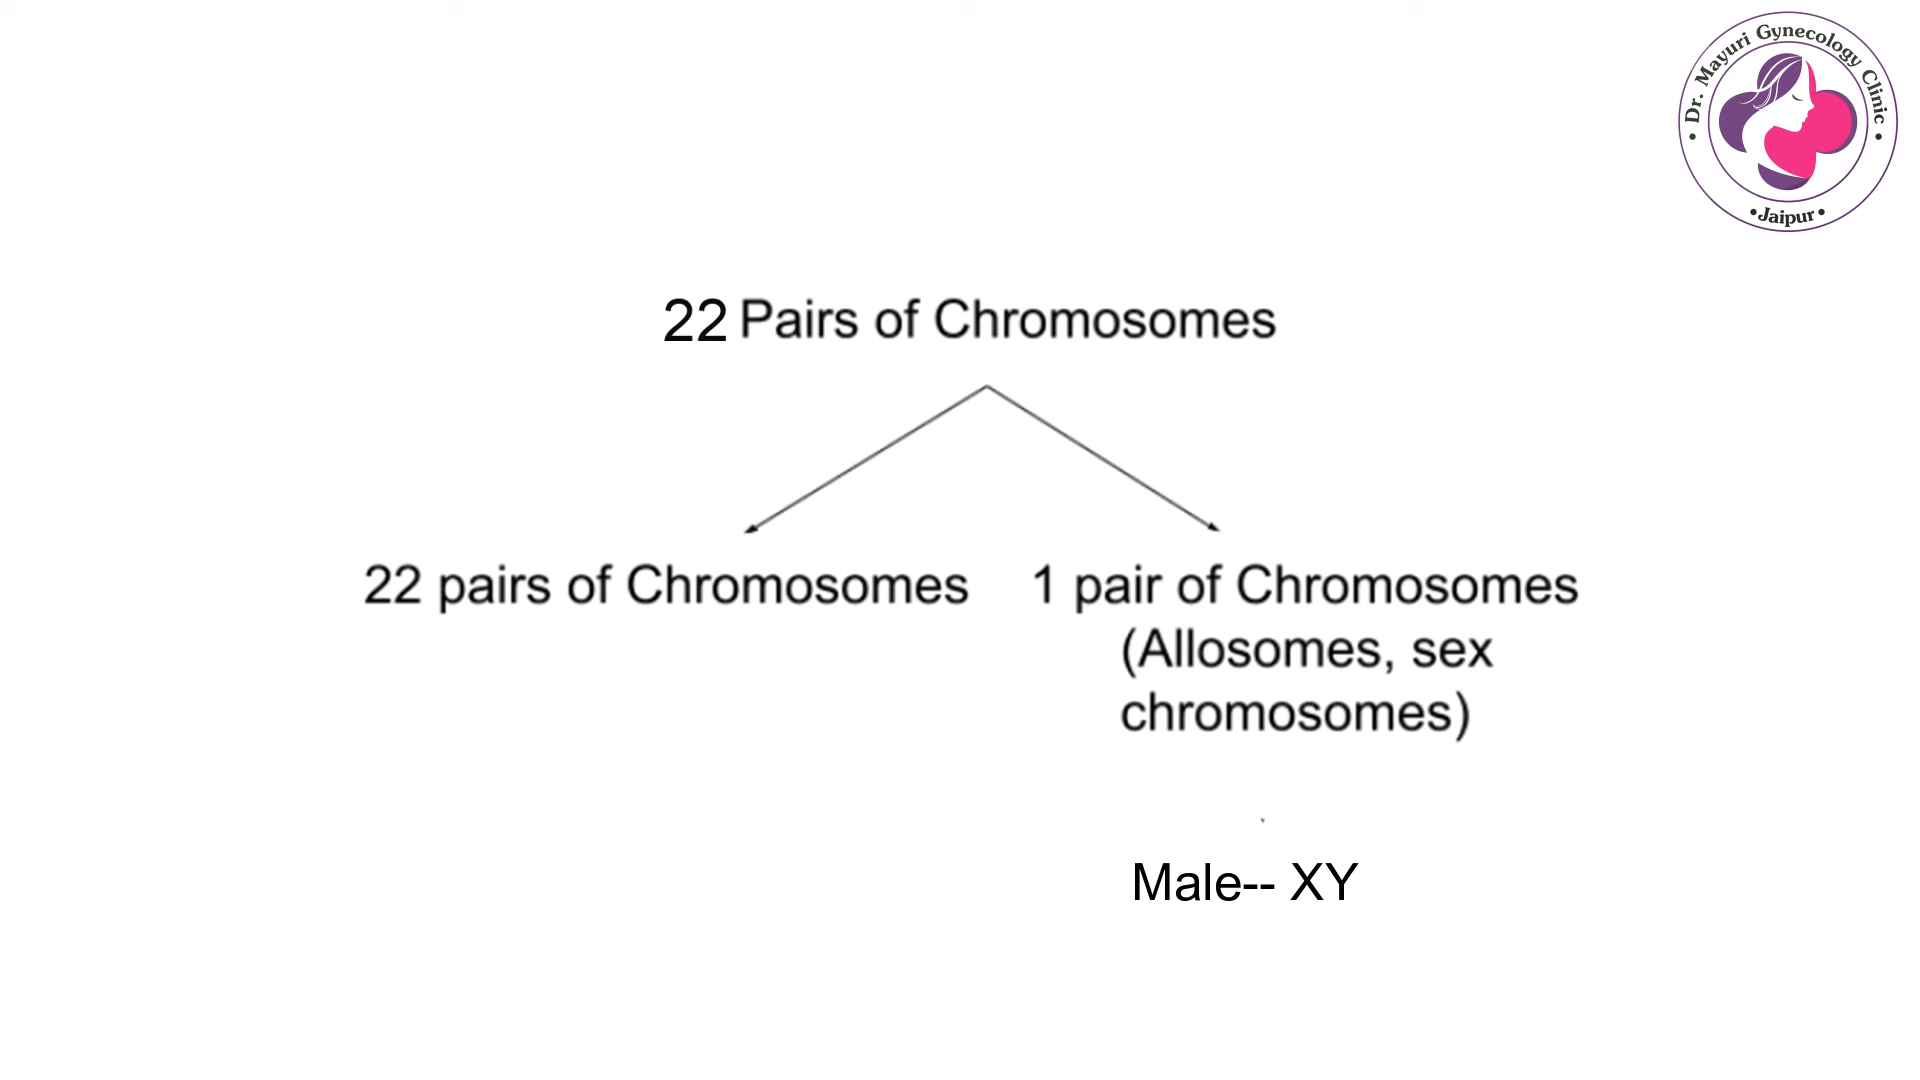 Dr. Mayuri Gynecology Clinic
Jaipur
22 Pairs of Chromosomes
22 pairs of Chromosomes
1 pair of Chromosomes
(Allosomes, sex
chromosomes)
Male-- XY